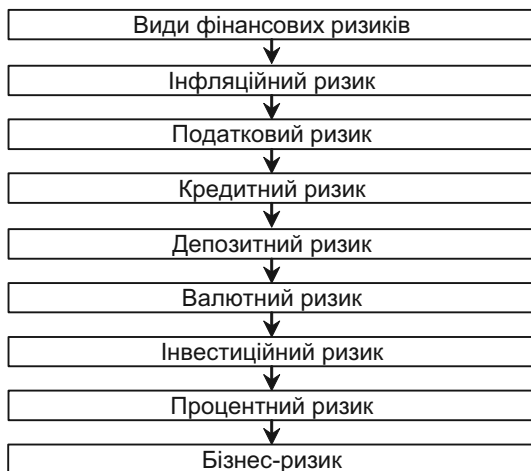 Види фінансових ризиків
Інфляційний ризик
Податковий ризик
Кредитний ризик
Депозитний ризик
Валютний ризик
Інвестиційний ризик
Процентний ризик
Бізнес-ризик